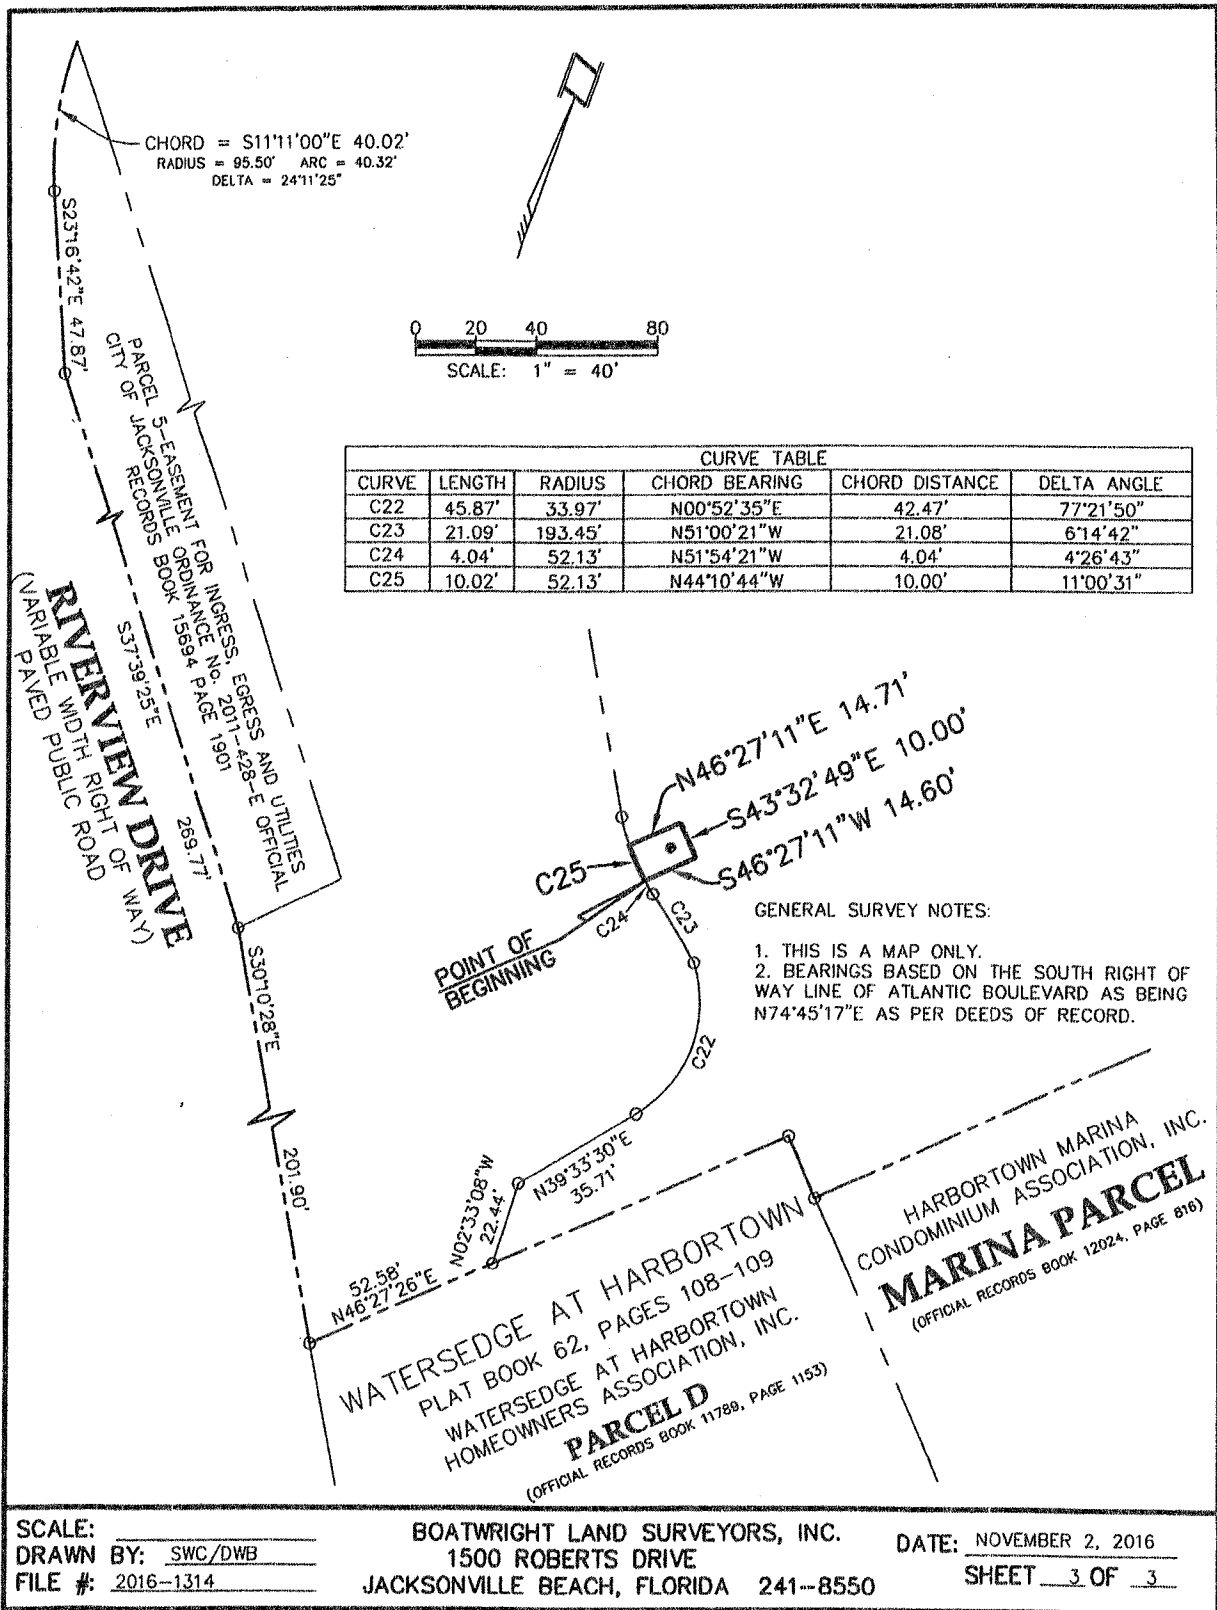 CHORD = S11°11'00"E 40.02'
RADIUS = 95.50' ARC = 40.32'
DELTA = 24°11'25"
S23°16'42"E 47.87'
PARCEL 5-EASEMENT FOR INGRESS, EGRESS AND UTILITIES
CITY OF JACKSONVILLE ORDINANCE No. 2011-428-E OFFICIAL
RECORDS BOOK 15694 PAGE 1901
0 20 40 80
SCALE: 1" = 40'
CURVE TABLE
CURVE LENGTH RADIUS CHORD BEARING CHORD DISTANCE DELTA ANGLE
C22 45.87' 33.97' N00°52'35"E 42.47' 77°21'50"
C23 21.09' 193.45' N51°00'21"W 21.08' 6°14'42"
C24 4.04' 52.13' N51°54'21"W 4.04' 4°26'43"
C25 10.02' 52.13' N44°10'44"W 10.00' 11°00'31"
S37°39'25"E 269.77'
RIVERVIEW DRIVE
(VARIABLE WIDTH RIGHT OF WAY)
PAVED PUBLIC ROAD
N46°27'11"E 14.71'
S43°32'49"E 10.00'
S46°27'11"W 14.60'
C25
C24
C23
POINT OF
BEGINNING
GENERAL SURVEY NOTES:
1. THIS IS A MAP ONLY.
2. BEARINGS BASED ON THE SOUTH RIGHT OF
WAY LINE OF ATLANTIC BOULEVARD AS BEING
N74°45'17"E AS PER DEEDS OF RECORD.
S30°10'28"E
201.90'
C22
N39°33'30"E
35.71'
N02°33'08"W
22.44'
52.58'
N46°27'26"E
WATERSEDGE AT HARBORTOWN
PLAT BOOK 62, PAGES 108-109
WATERSEDGE AT HARBORTOWN
HOMEOWNERS ASSOCIATION, INC.
PARCEL D
(OFFICIAL RECORDS BOOK 11789, PAGE 1153)
HARBORTOWN MARINA
CONDOMINIUM ASSOCIATION, INC.
MARINA PARCEL
(OFFICIAL RECORDS BOOK 12024, PAGE 816)
SCALE:
DRAWN BY: SWC/DWB
FILE #: 2016-1314
BOATWRIGHT LAND SURVEYORS, INC.
1500 ROBERTS DRIVE
JACKSONVILLE BEACH, FLORIDA 241-8550
DATE: NOVEMBER 2, 2016
SHEET 3 OF 3